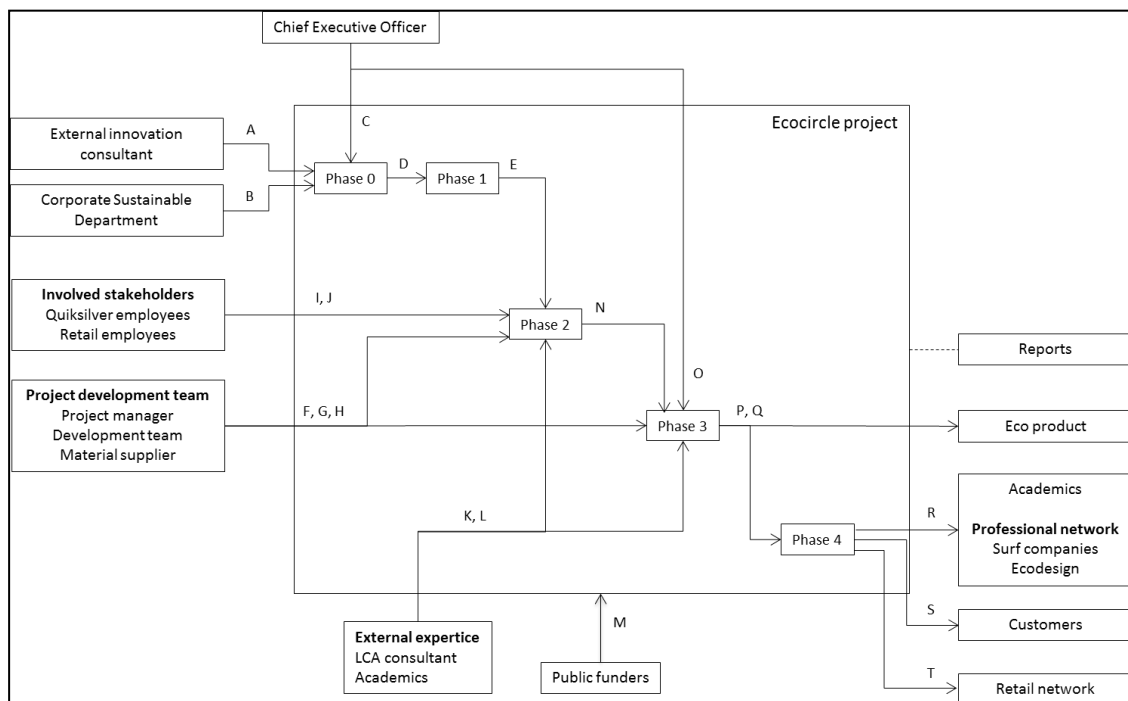 Chief Executive Officer
Ecocircle project
A
External innovation
consultant
C
Phase 0
D
Phase 1
E
B
Corporate Sustainable
Department
Involved stakeholders
Quiksilver employees
Retail employees
I, J
Phase 2
N
Reports
Project development team
Project manager
Development team
Material supplier
F, G, H
O
Phase 3
P, Q
Eco product
K, L
Phase 4
R
Academics
Professional network
Surf companies
Ecodesign
S
Customers
T
Retail network
External expertice
LCA consultant
Academics
M
Public funders